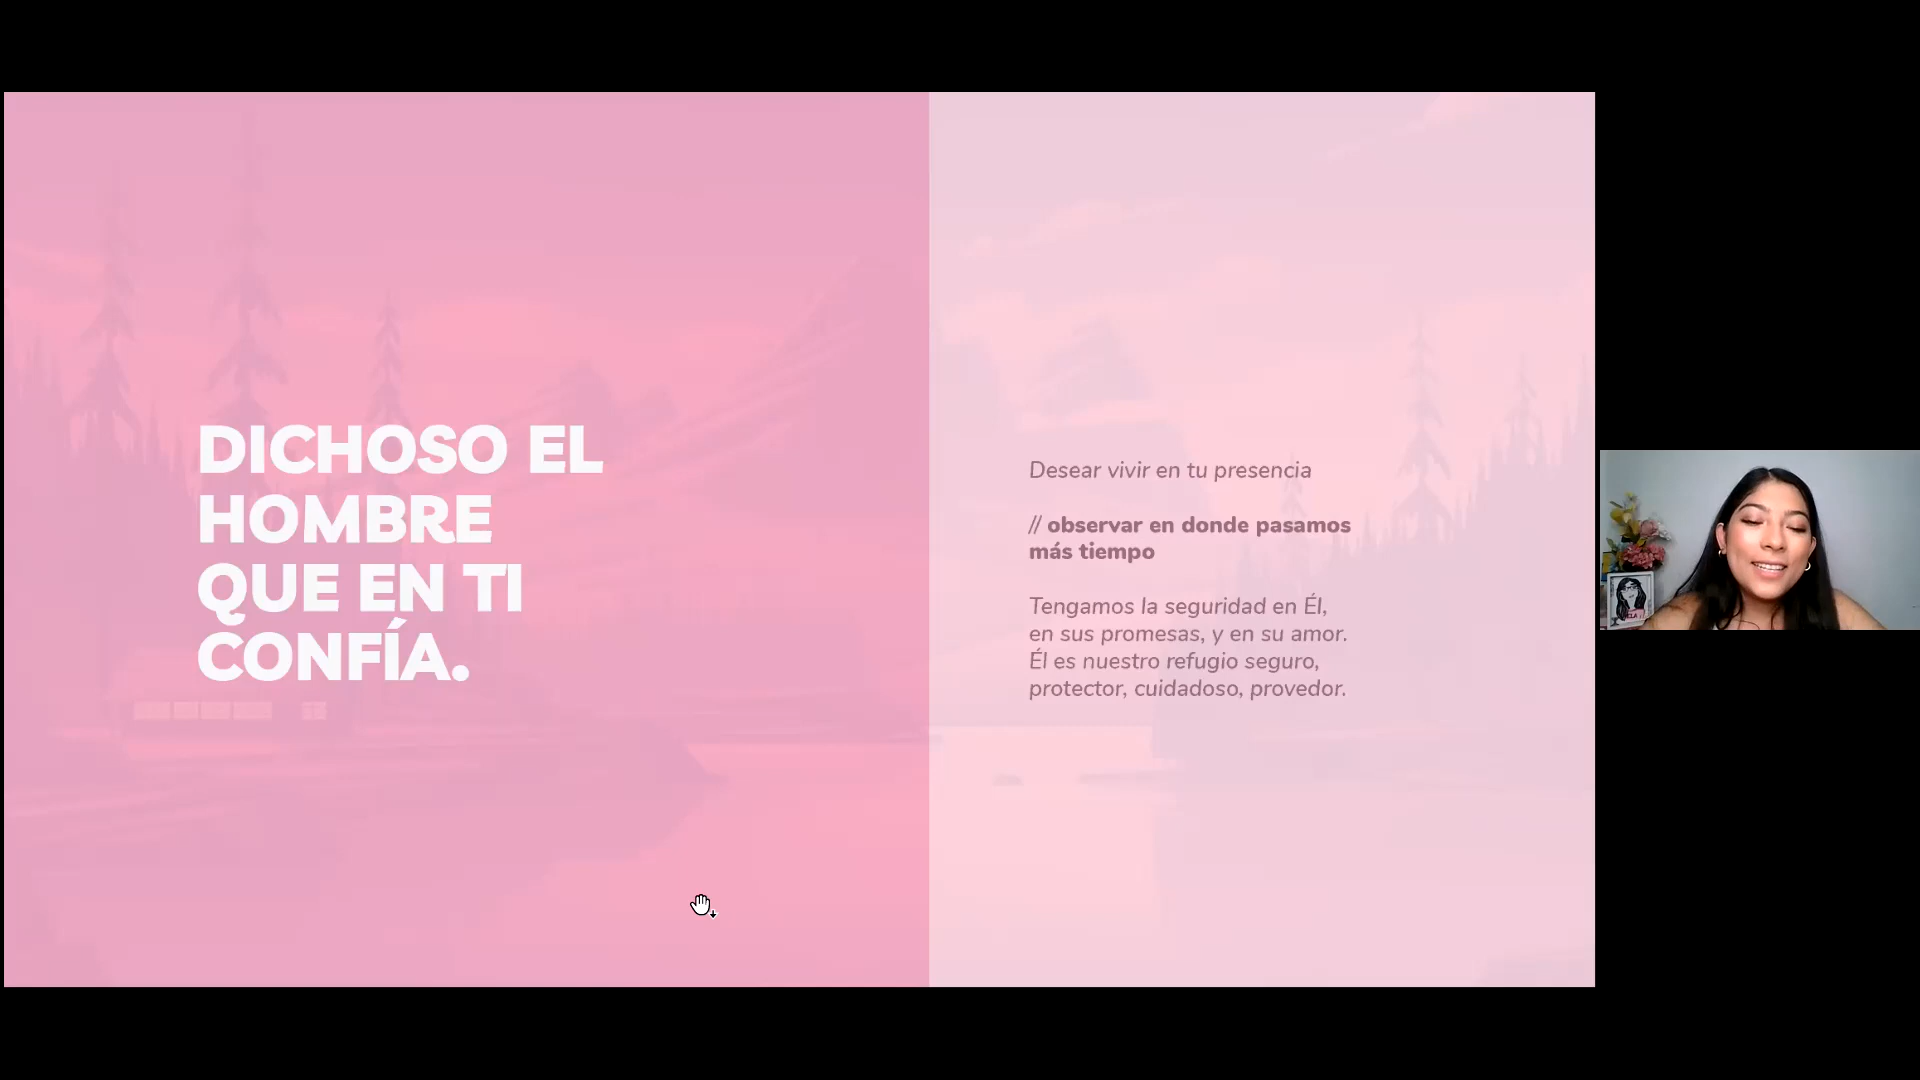 DICHOSO EL
HOMBRE
QUE EN TI
CONFÍA.
Desear vivir en tu presencia
// observar en donde pasamos
más tiempo
Tengamos la seguridad en Él,
en sus promesas, y en su amor.
Él es nuestro refugio seguro,
protector, cuidadoso, provedor.